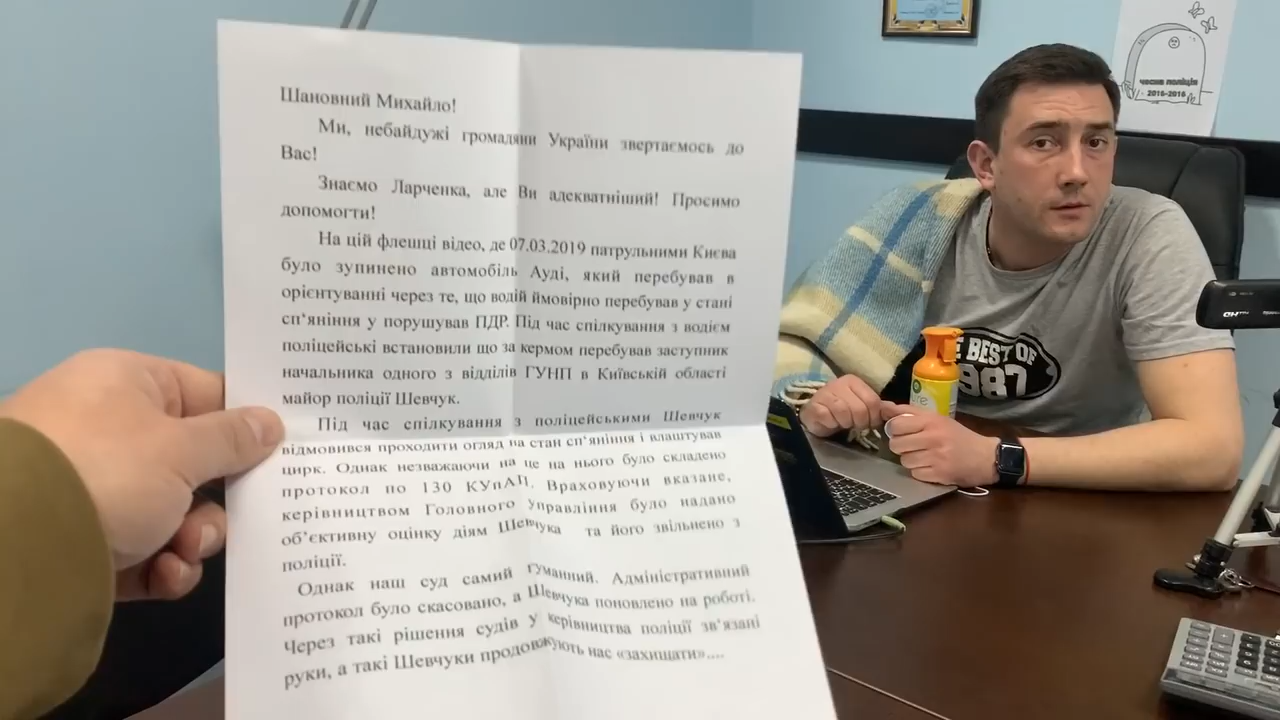 Шановний Михайло!
Ми, небайдужі громадяни України звертаємось до
Вас!
Знаємо Ларченка, але Ви адекватніший! Просимо
допомогти!
На цій флешці відео, де 07.03.2019 патрульними Києва
було зупинено автомобіль Ауді, який перебував в
орієнтуванні через те, що водій ймовірно перебував у стані
сп‘яніння у порушував ПДР. Під час спілкування з водієм
поліцейські встановили що за кермом перебував заступник
начальника одного з відділів ГУНП в Київській області
майор поліції Шевчук.
Під час спілкування з поліцейськими Шевчук
відмовився проходити огляд на стан сп‘яніння і влаштував
цирк. Однак незважаючи на це на нього було складено
протокол по 130 КУпАП. Враховуючи вказане,
керівництвом Головного Управління було надано
об’єктивну оцінку діям Шевчука та його звільнено з
поліції.
Однак наш суд самий гуманний. Адміністративний
протокол було скасовано, а Шевчука поновлено на роботі.
Через такі рішення судів у керівництва поліції зв‘язані
руки, а такі Шевчуки продовжують нас «захищати»....
чесна поліція
2015-2016
THE BEST OF
1987